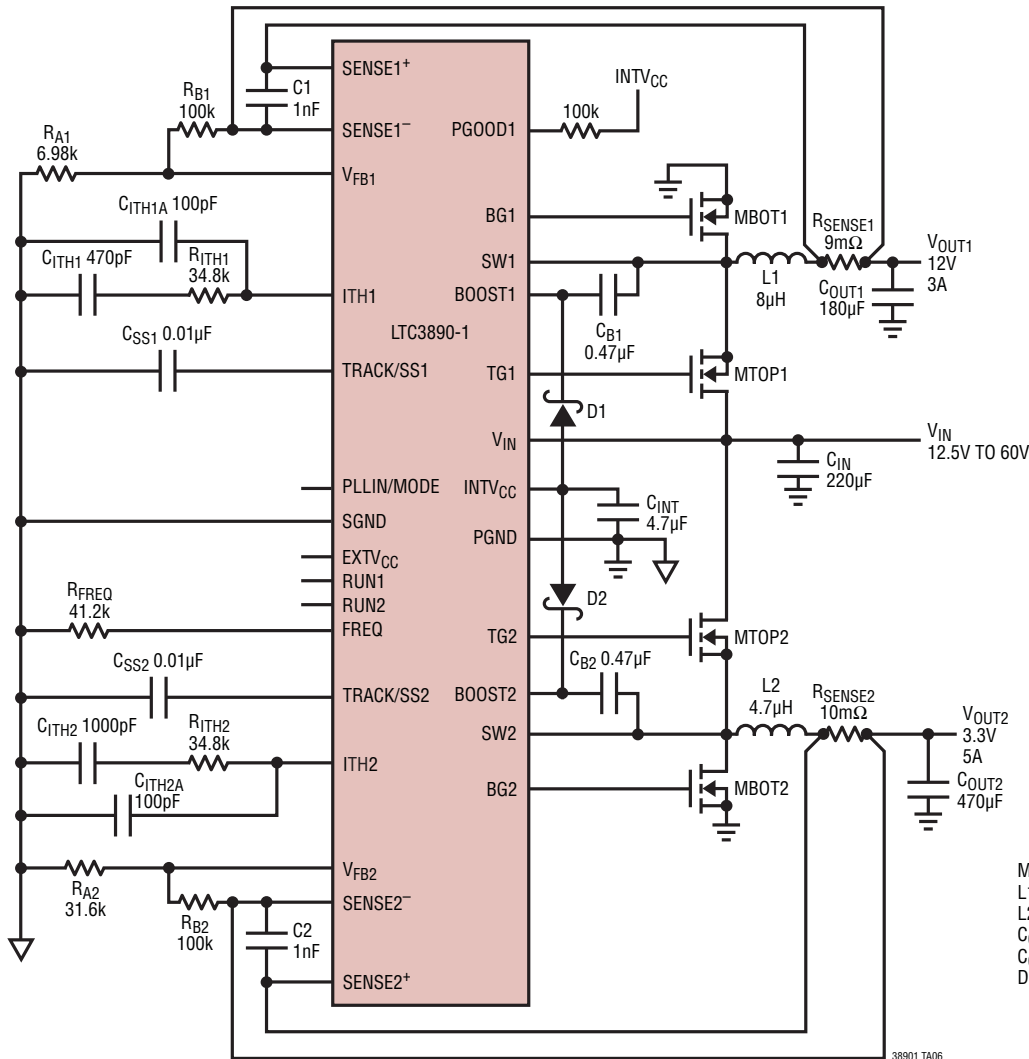 SENSE1+
C1
1nF
RB1
100k
SENSE1–
RA1
6.98k
VFB1
CITH1A 100pF
CITH1 470pF
RITH1
34.8k
ITH1
CSS1 0.01µF
TRACK/SS1
LTC3890-1
PLLIN/MODE
SGND
EXTVCC
RUN1
RUN2
RFREQ
41.2k
FREQ
CSS2 0.01µF
TRACK/SS2
CITH2 1000pF
RITH2
34.8k
ITH2
CITH2A
100pF
VFB2
RA2
31.6k
SENSE2–
RB2
100k
C2
1nF
SENSE2+
INTVCC
100k
PGOOD1
BG1
MBOT1
RSENSE1
9mΩ
VOUT1
12V
3A
SW1
L1
8µH
COUT1
180µF
BOOST1
CB1
0.47µF
TG1
MTOP1
D1
VIN
VIN
12.5V TO 60V
CIN
220µF
INTVCC
CINT
4.7µF
PGND
D2
TG2
MTOP2
CB2 0.47µF
BOOST2
L2
4.7µH
RSENSE2
10mΩ
VOUT2
3.3V
5A
SW2
COUT2
470µF
BG2
MBOT2
M
L1
L2
C
C
D
38901 TA06